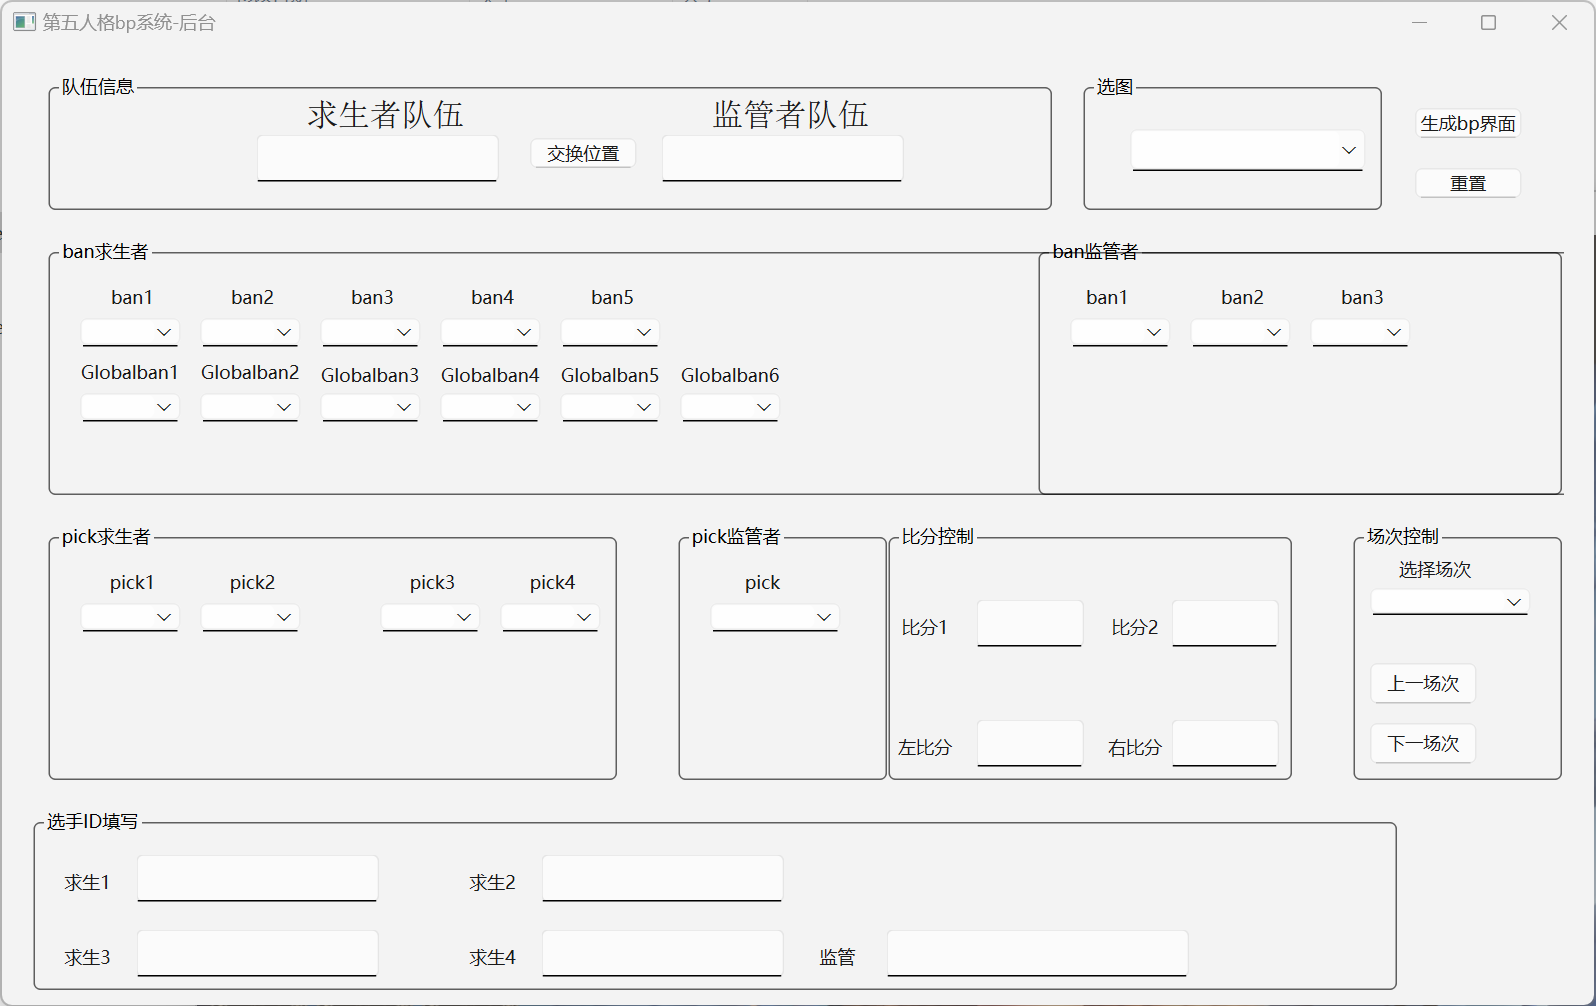 第五人格bp系统-后台
队伍信息
求生者队伍
监管者队伍
交换位置
选图
生成bp界面
重置
ban求生者
ban1 ban2 ban3 ban4 ban5
Globalban1 Globalban2 Globalban3 Globalban4 Globalban5 Globalban6
ban监管者
ban1 ban2 ban3
pick求生者
pick1 pick2 pick3 pick4
pick监管者
pick
比分控制
比分1 比分2
左比分 右比分
场次控制
选择场次
上一场次
下一场次
选手ID填写
求生1 求生2
求生3 求生4 监管